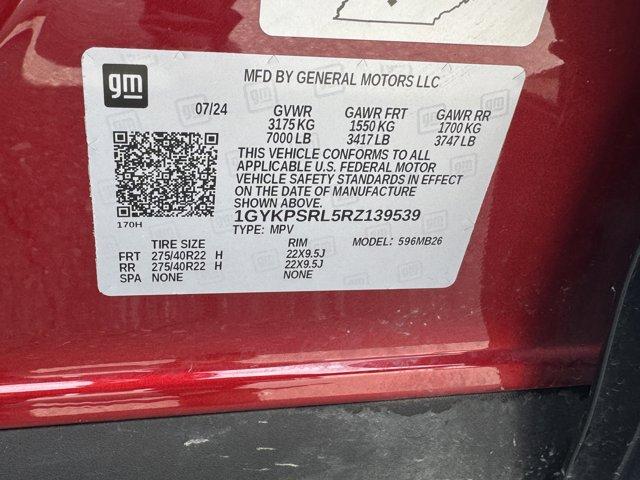 gm
MFD BY GENERAL MOTORS LLC
07/24 GVWR GAWR FRT GAWR RR
3175 KG 1550 KG 1700 KG
7000 LB 3417 LB 3747 LB
THIS VEHICLE CONFORMS TO ALL
APPLICABLE U.S. FEDERAL MOTOR
VEHICLE SAFETY STANDARDS IN EFFECT
ON THE DATE OF MANUFACTURE
SHOWN ABOVE.
1GYKPSRL5RZ139539
170H
TYPE: MPV
TIRE SIZE RIM MODEL: 596MB26
FRT 275/40R22 H 22X9.5J
RR 275/40R22 H 22X9.5J
SPA NONE NONE